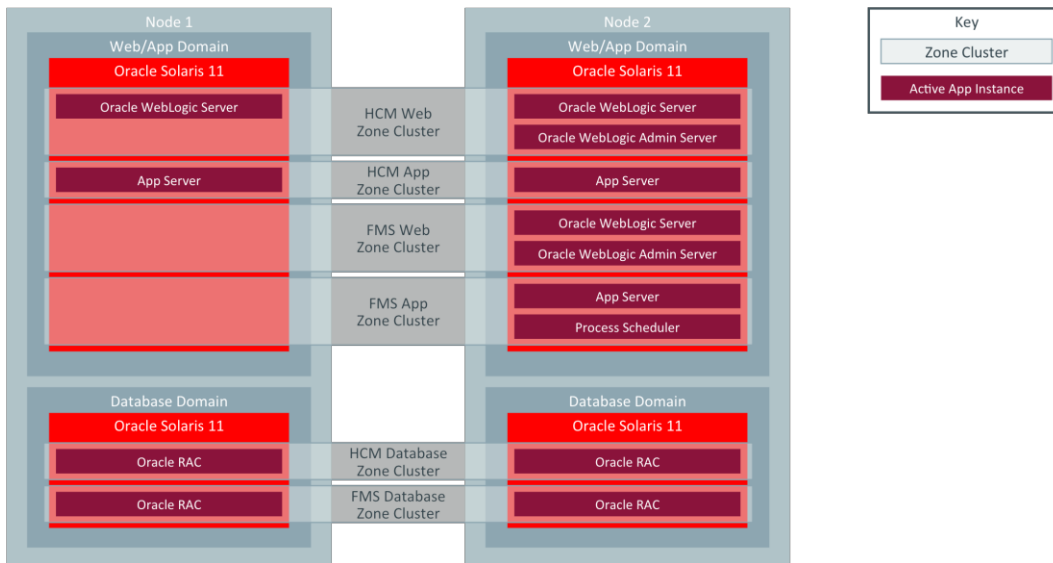 Node 1
Web/App Domain
Oracle Solaris 11
Oracle WebLogic Server
App Server
Database Domain
Oracle Solaris 11
Oracle RAC
Oracle RAC
HCM Web
Zone Cluster
HCM App
Zone Cluster
FMS Web
Zone Cluster
FMS App
Zone Cluster
HCM Database
Zone Cluster
FMS Database
Zone Cluster
Node 2
Web/App Domain
Oracle Solaris 11
Oracle WebLogic Server
Oracle WebLogic Admin Server
App Server
Oracle WebLogic Server
Oracle WebLogic Admin Server
App Server
Process Scheduler
Database Domain
Oracle Solaris 11
Oracle RAC
Oracle RAC
Key
Zone Cluster
Active App Instance